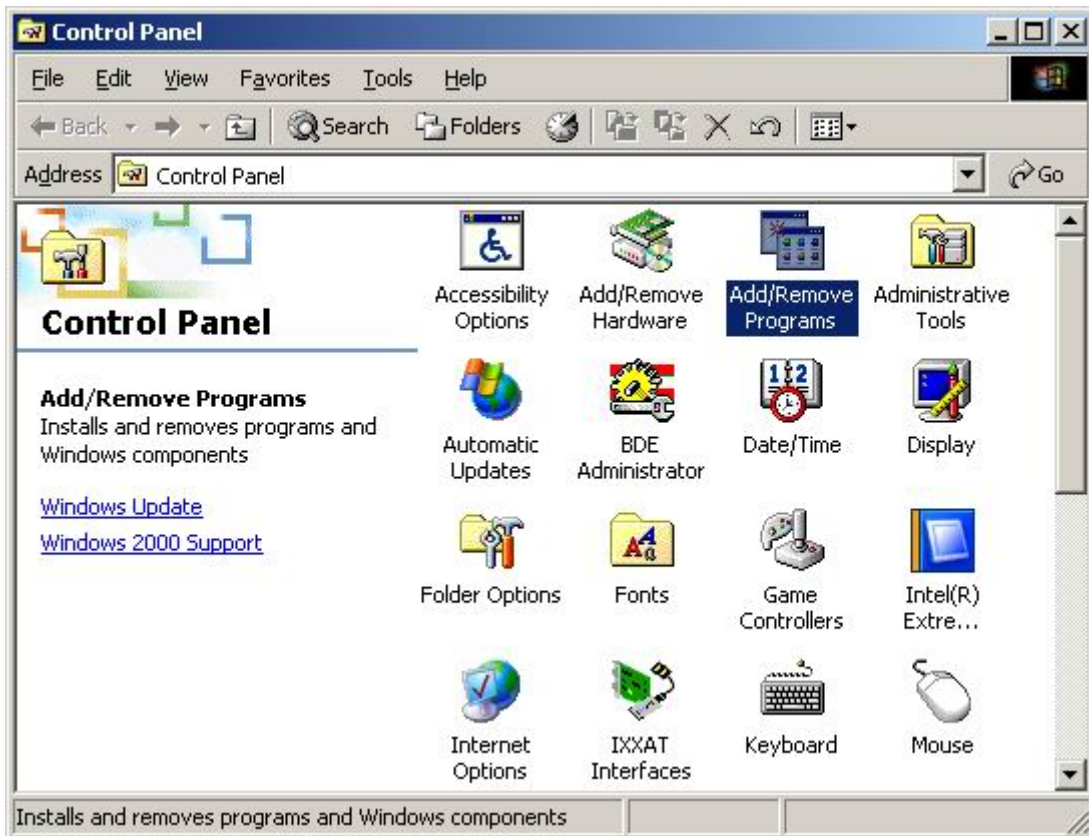 Control Panel
File Edit View Favorites Tools Help
Back Search Folders
Address Control Panel Go
Control Panel
Add/Remove Programs
Installs and removes programs and
Windows components
Windows Update
Windows 2000 Support
Accessibility
Options
Add/Remove
Hardware
Add/Remove
Programs
Administrative
Tools
Automatic
Updates
BDE
Administrator
Date/Time
Display
Folder Options
Fonts
Game
Controllers
Intel(R)
Extre...
Internet
Options
IXXAT
Interfaces
Keyboard
Mouse
Installs and removes programs and Windows components